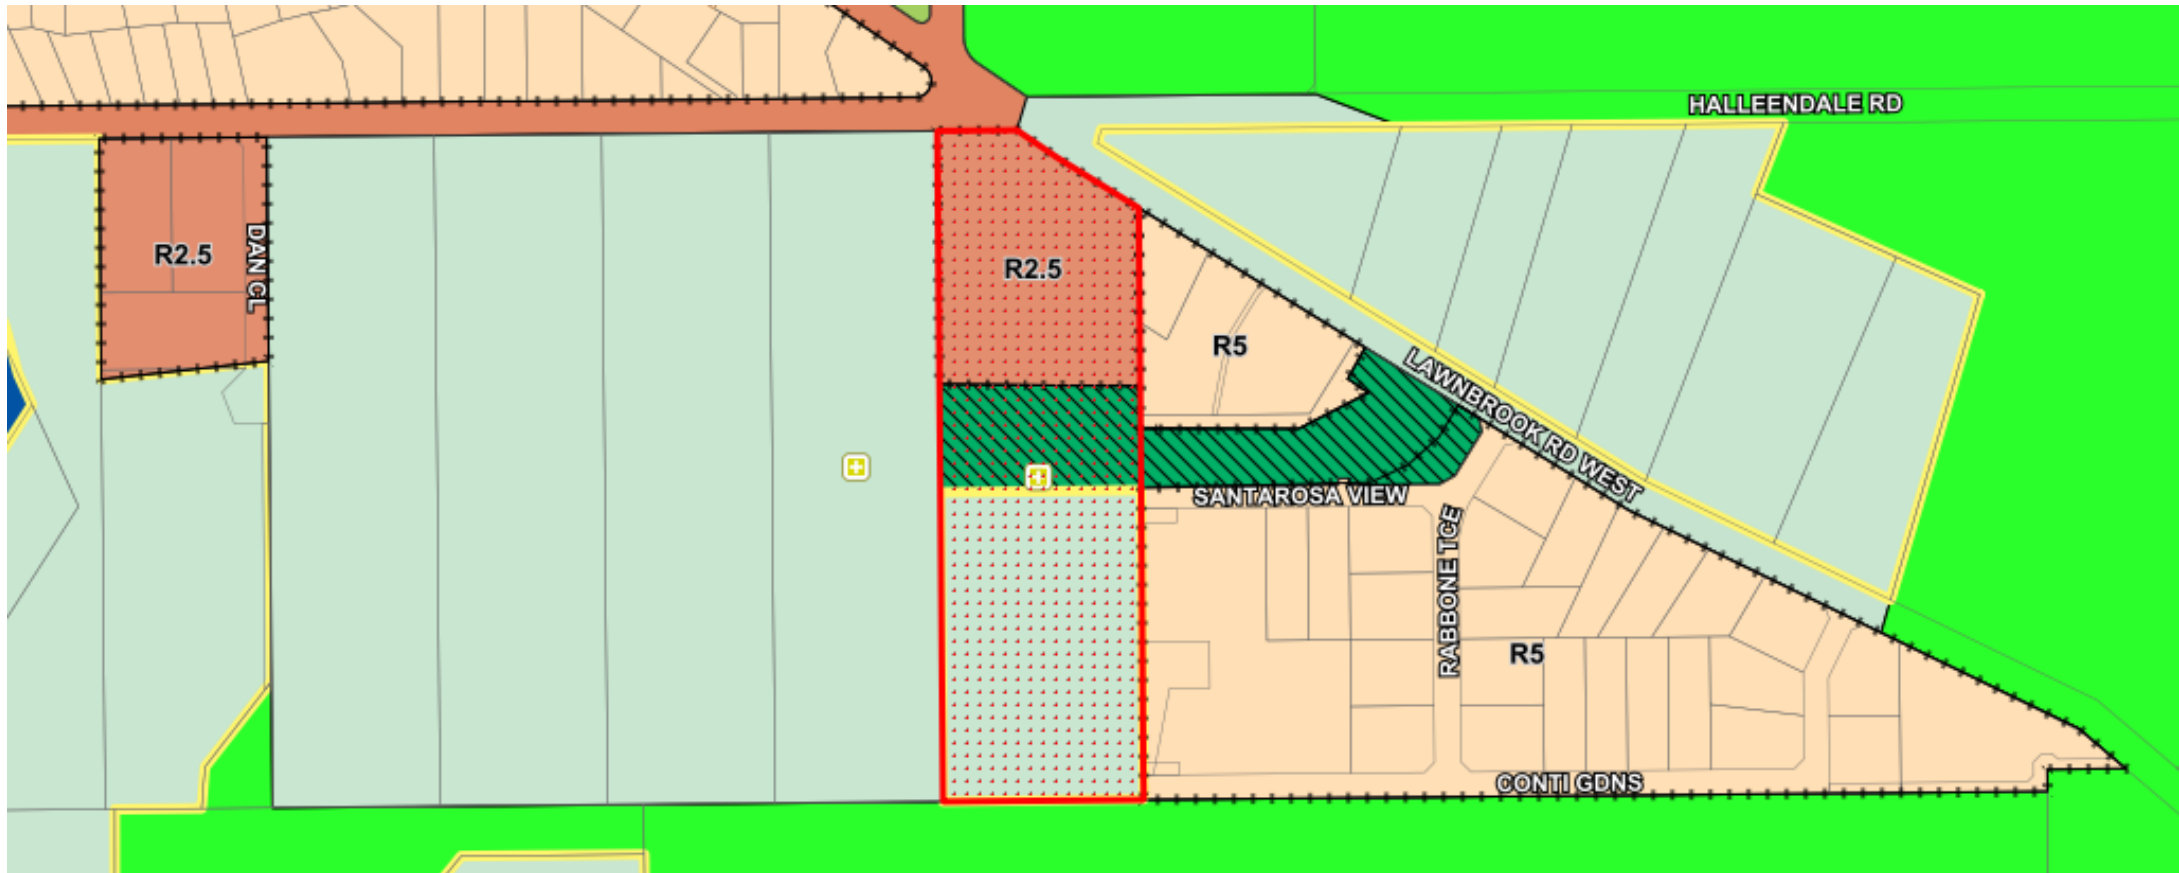 HALLEENDALE RD
R2.5
DAN CL
R2.5
R5
LAWNBROOK RD WEST
SANTAROSA VIEW
RABBONE TCE
R5
CONTI GDNS